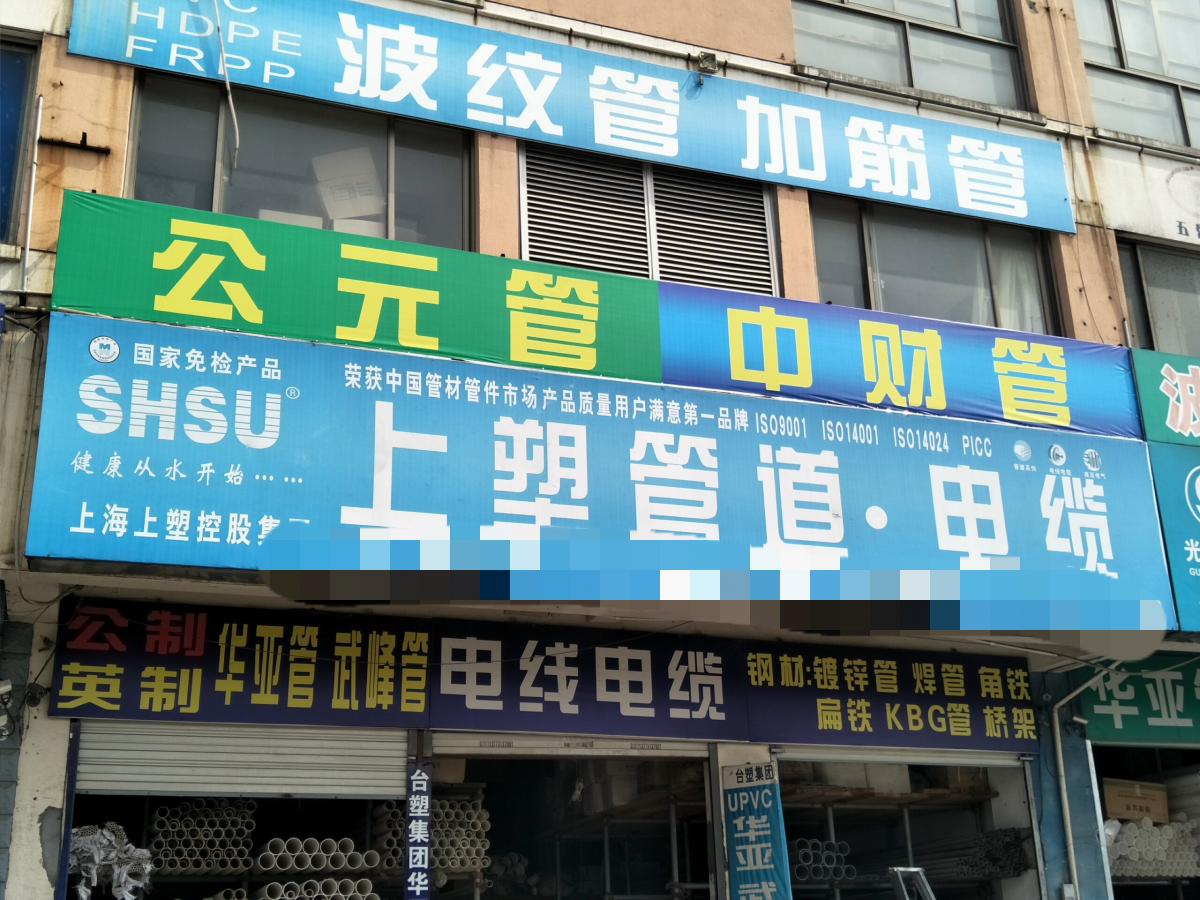 HDPE
FRPP
波纹管 加筋管
公元管 中财管
国家免检产品
SHSU®
健康从水开始……
上海上塑控股集
荣获中国管材管件市场产品质量用户满意第一品牌 ISO9001 ISO14001 ISO14024 PICC
上塑管道·电缆
公制
英制
华亚管 武峰管
电线电缆
钢材:镀锌管 焊管 角铁
扁铁 KBG管 桥架
台塑集团华
台塑集团
UPVC
华亚武
五
波
光
华亚